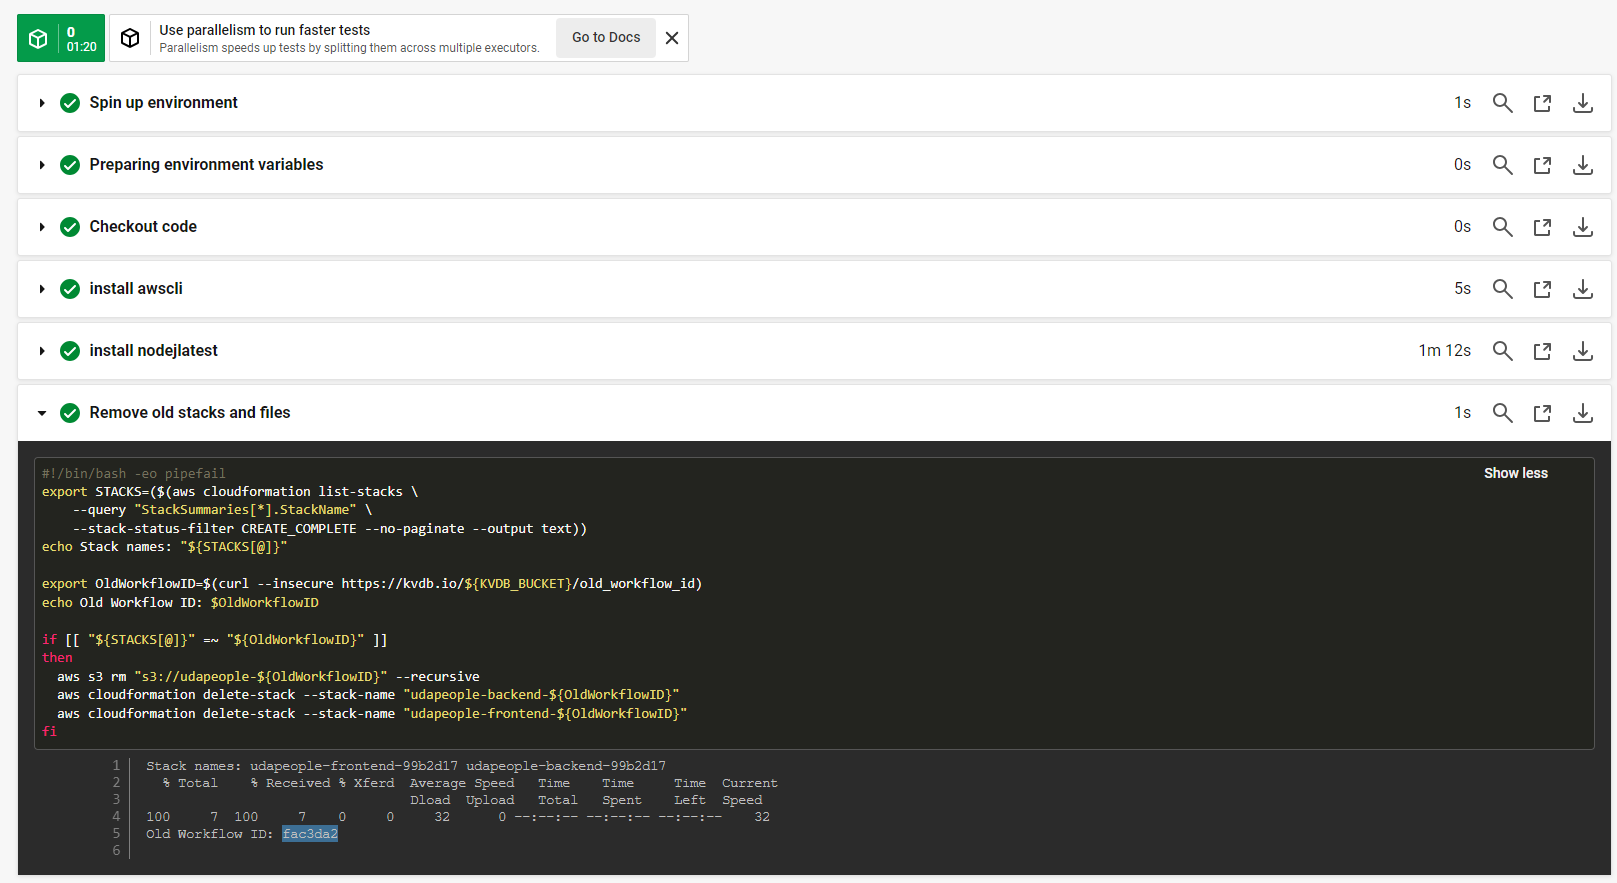 0
01:20
Use parallelism to run faster tests
Parallelism speeds up tests by splitting them across multiple executors.
Go to Docs
Spin up environment
1s
Preparing environment variables
0s
Checkout code
0s
install awscli
5s
install nodejlatest
1m 12s
Remove old stacks and files
1s
#!/bin/bash -eo pipefail
Show less
export STACKS=($(aws cloudformation list-stacks \
    --query "StackSummaries[*].StackName" \
    --stack-status-filter CREATE_COMPLETE --no-paginate --output text))
echo Stack names: "${STACKS[@]}"
export OldWorkflowID=$(curl --insecure https://kvdb.io/${KVDB_BUCKET}/old_workflow_id)
echo Old Workflow ID: $OldWorkflowID
if [[ "${STACKS[@]}" =~ "${OldWorkflowID}" ]]
then
  aws s3 rm "s3://udapeople-${OldWorkflowID}" --recursive
  aws cloudformation delete-stack --stack-name "udapeople-backend-${OldWorkflowID}"
  aws cloudformation delete-stack --stack-name "udapeople-frontend-${OldWorkflowID}"
fi
1 Stack names: udapeople-frontend-99b2d17 udapeople-backend-99b2d17
2   % Total    % Received % Xferd  Average Speed   Time    Time     Time  Current
3                                  Dload  Upload   Total   Spent    Left  Speed
4 100     7  100     7    0     0     32      0 --:--:-- --:--:-- --:--:--    32
5 Old Workflow ID: fac3da2
6